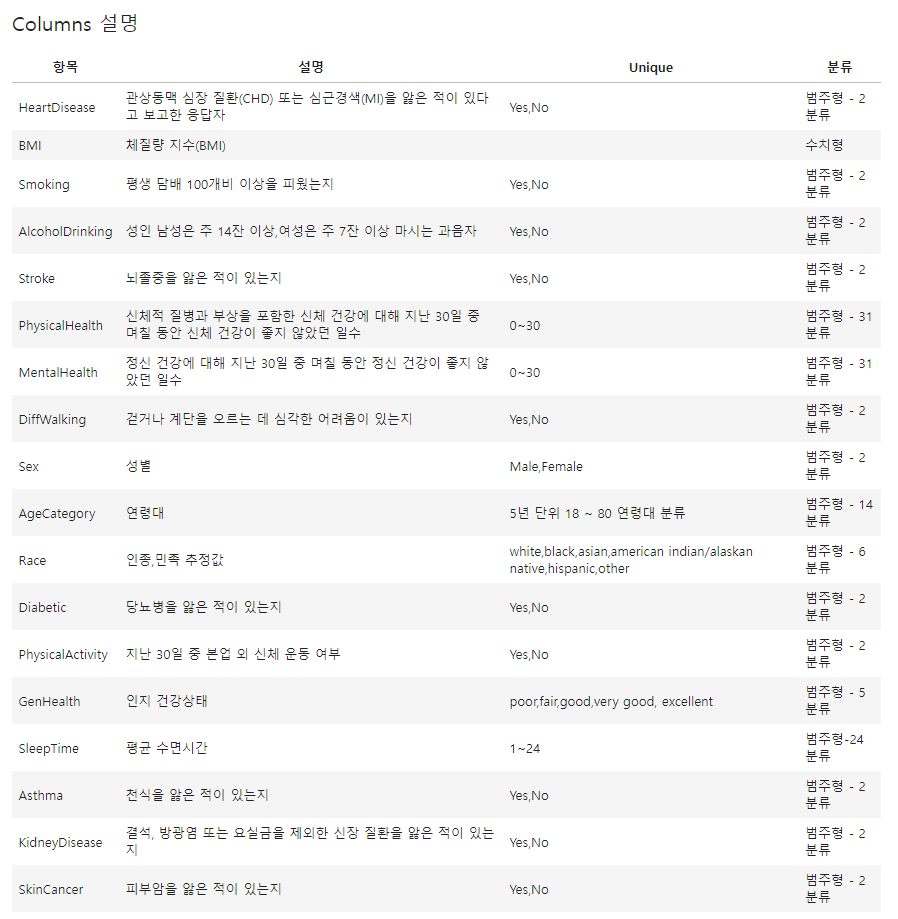 Columns 설명
항목 설명 Unique 분류
HeartDisease 관상동맥 심장 질환(CHD) 또는 심근경색(MI)을 앓은 적이 있다
고 보고한 응답자 Yes,No 범주형 - 2
분류
BMI 체질량 지수(BMI) 수치형
Smoking 평생 담배 100개비 이상을 피웠는지 Yes,No 범주형 - 2
분류
AlcoholDrinking 성인 남성은 주 14잔 이상,여성은 주 7잔 이상 마시는 과음자 Yes,No 범주형 - 2
분류
Stroke 뇌졸중을 앓은 적이 있는지 Yes,No 범주형 - 2
분류
PhysicalHealth 신체적 질병과 부상을 포함한 신체 건강에 대해 지난 30일 중
며칠 동안 신체 건강이 좋지 않았던 일수 0~30 범주형 - 31
분류
MentalHealth 정신 건강에 대해 지난 30일 중 며칠 동안 정신 건강이 좋지 않
았던 일수 0~30 범주형 - 31
분류
DiffWalking 걷거나 계단을 오르는 데 심각한 어려움이 있는지 Yes,No 범주형 - 2
분류
Sex 성별 Male,Female 범주형 - 2
분류
AgeCategory 연령대 5년 단위 18 ~ 80 연령대 분류 범주형 - 14
분류
Race 인종,민족 추정값 white,black,asian,american indian/alaskan
native,hispanic,other 범주형 - 6
분류
Diabetic 당뇨병을 앓은 적이 있는지 Yes,No 범주형 - 2
분류
PhysicalActivity 지난 30일 중 본업 외 신체 운동 여부 Yes,No 범주형 - 2
분류
GenHealth 인지 건강상태 poor,fair,good,very good, excellent 범주형 - 5
분류
SleepTime 평균 수면시간 1~24 범주형-24
분류
Asthma 천식을 앓은 적이 있는지 Yes,No 범주형 - 2
분류
KidneyDisease 결석, 방광염 또는 요실금을 제외한 신장 질환을 앓은 적이 있는
지 Yes,No 범주형 - 2
분류
SkinCancer 피부암을 앓은 적이 있는지 Yes,No 범주형 - 2
분류